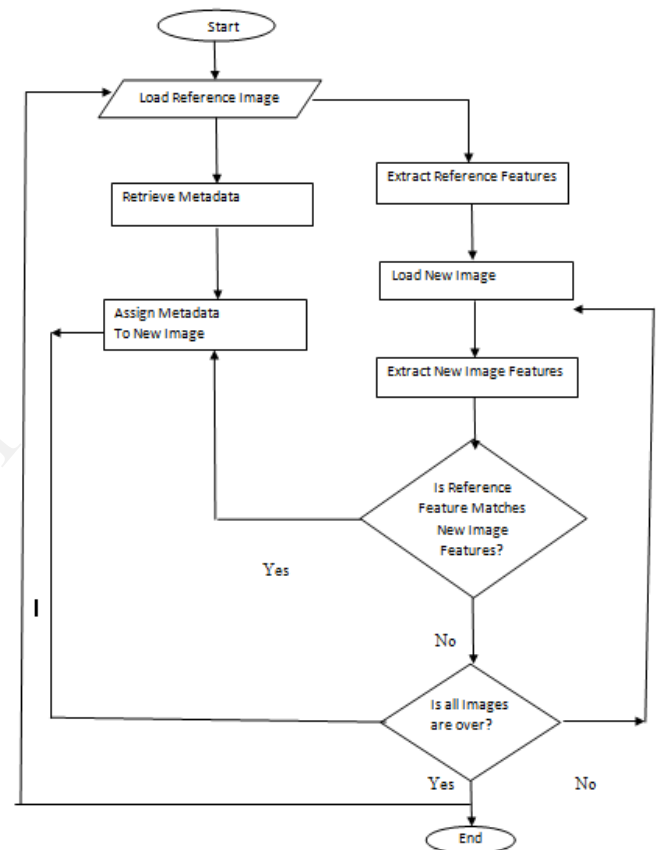 Start
Load Reference Image
Retrieve Metadata
Extract Reference Features
Load New Image
Assign Metadata
To New Image
Extract New Image Features
Is Reference
Feature Matches
New Image
Features?
Yes
No
Is all Images
are over?
Yes
No
End